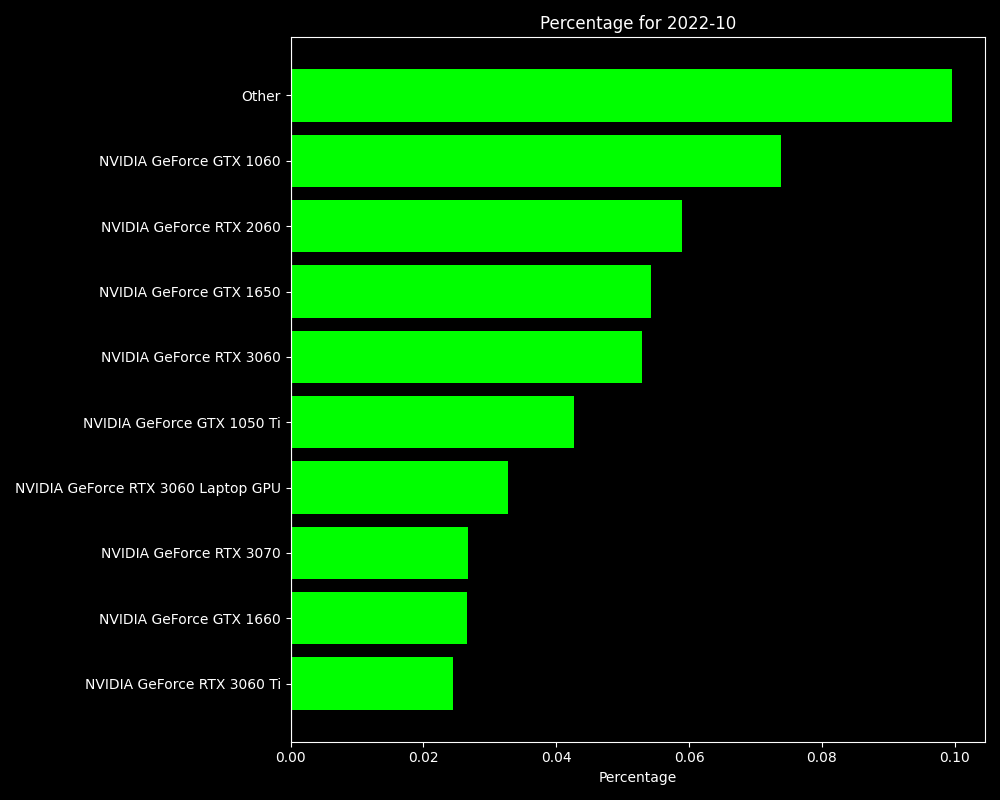 Percentage for 2022-10
Other
NVIDIA GeForce GTX 1060
NVIDIA GeForce RTX 2060
NVIDIA GeForce GTX 1650
NVIDIA GeForce RTX 3060
NVIDIA GeForce GTX 1050 Ti
NVIDIA GeForce RTX 3060 Laptop GPU
NVIDIA GeForce RTX 3070
NVIDIA GeForce GTX 1660
NVIDIA GeForce RTX 3060 Ti
0.00 0.02 0.04 0.06 0.08 0.10
Percentage